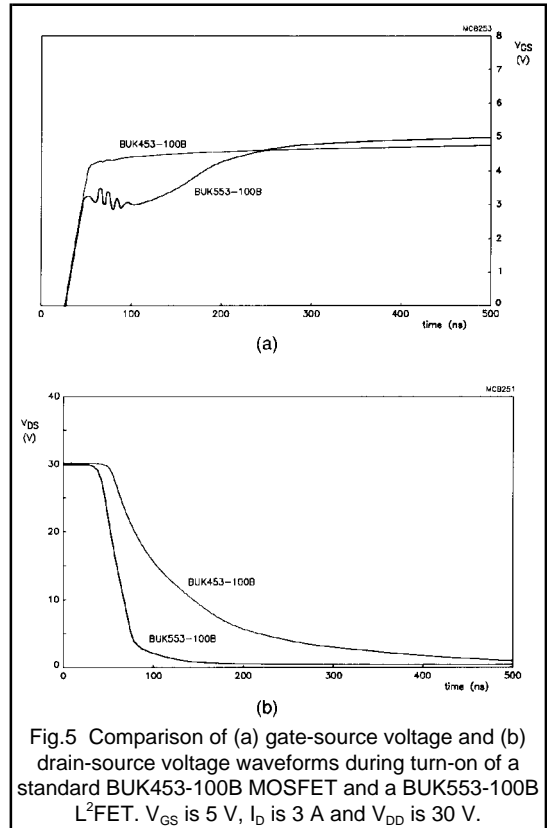 MCB253
8
V_GS
(V)
7
6
BUK453-100B
5
4
BUK553-100B
3
2
1
0
0 100 200 300 400 500
time (ns)
(a)
MCB251
40
V_DS
(V)
30
20
BUK453-100B
10
BUK553-100B
0
0 100 200 300 400 500
time (ns)
(b)
Fig.5 Comparison of (a) gate-source voltage and (b)
drain-source voltage waveforms during turn-on of a
standard BUK453-100B MOSFET and a BUK553-100B
L²FET. V_GS is 5 V, I_D is 3 A and V_DD is 30 V.